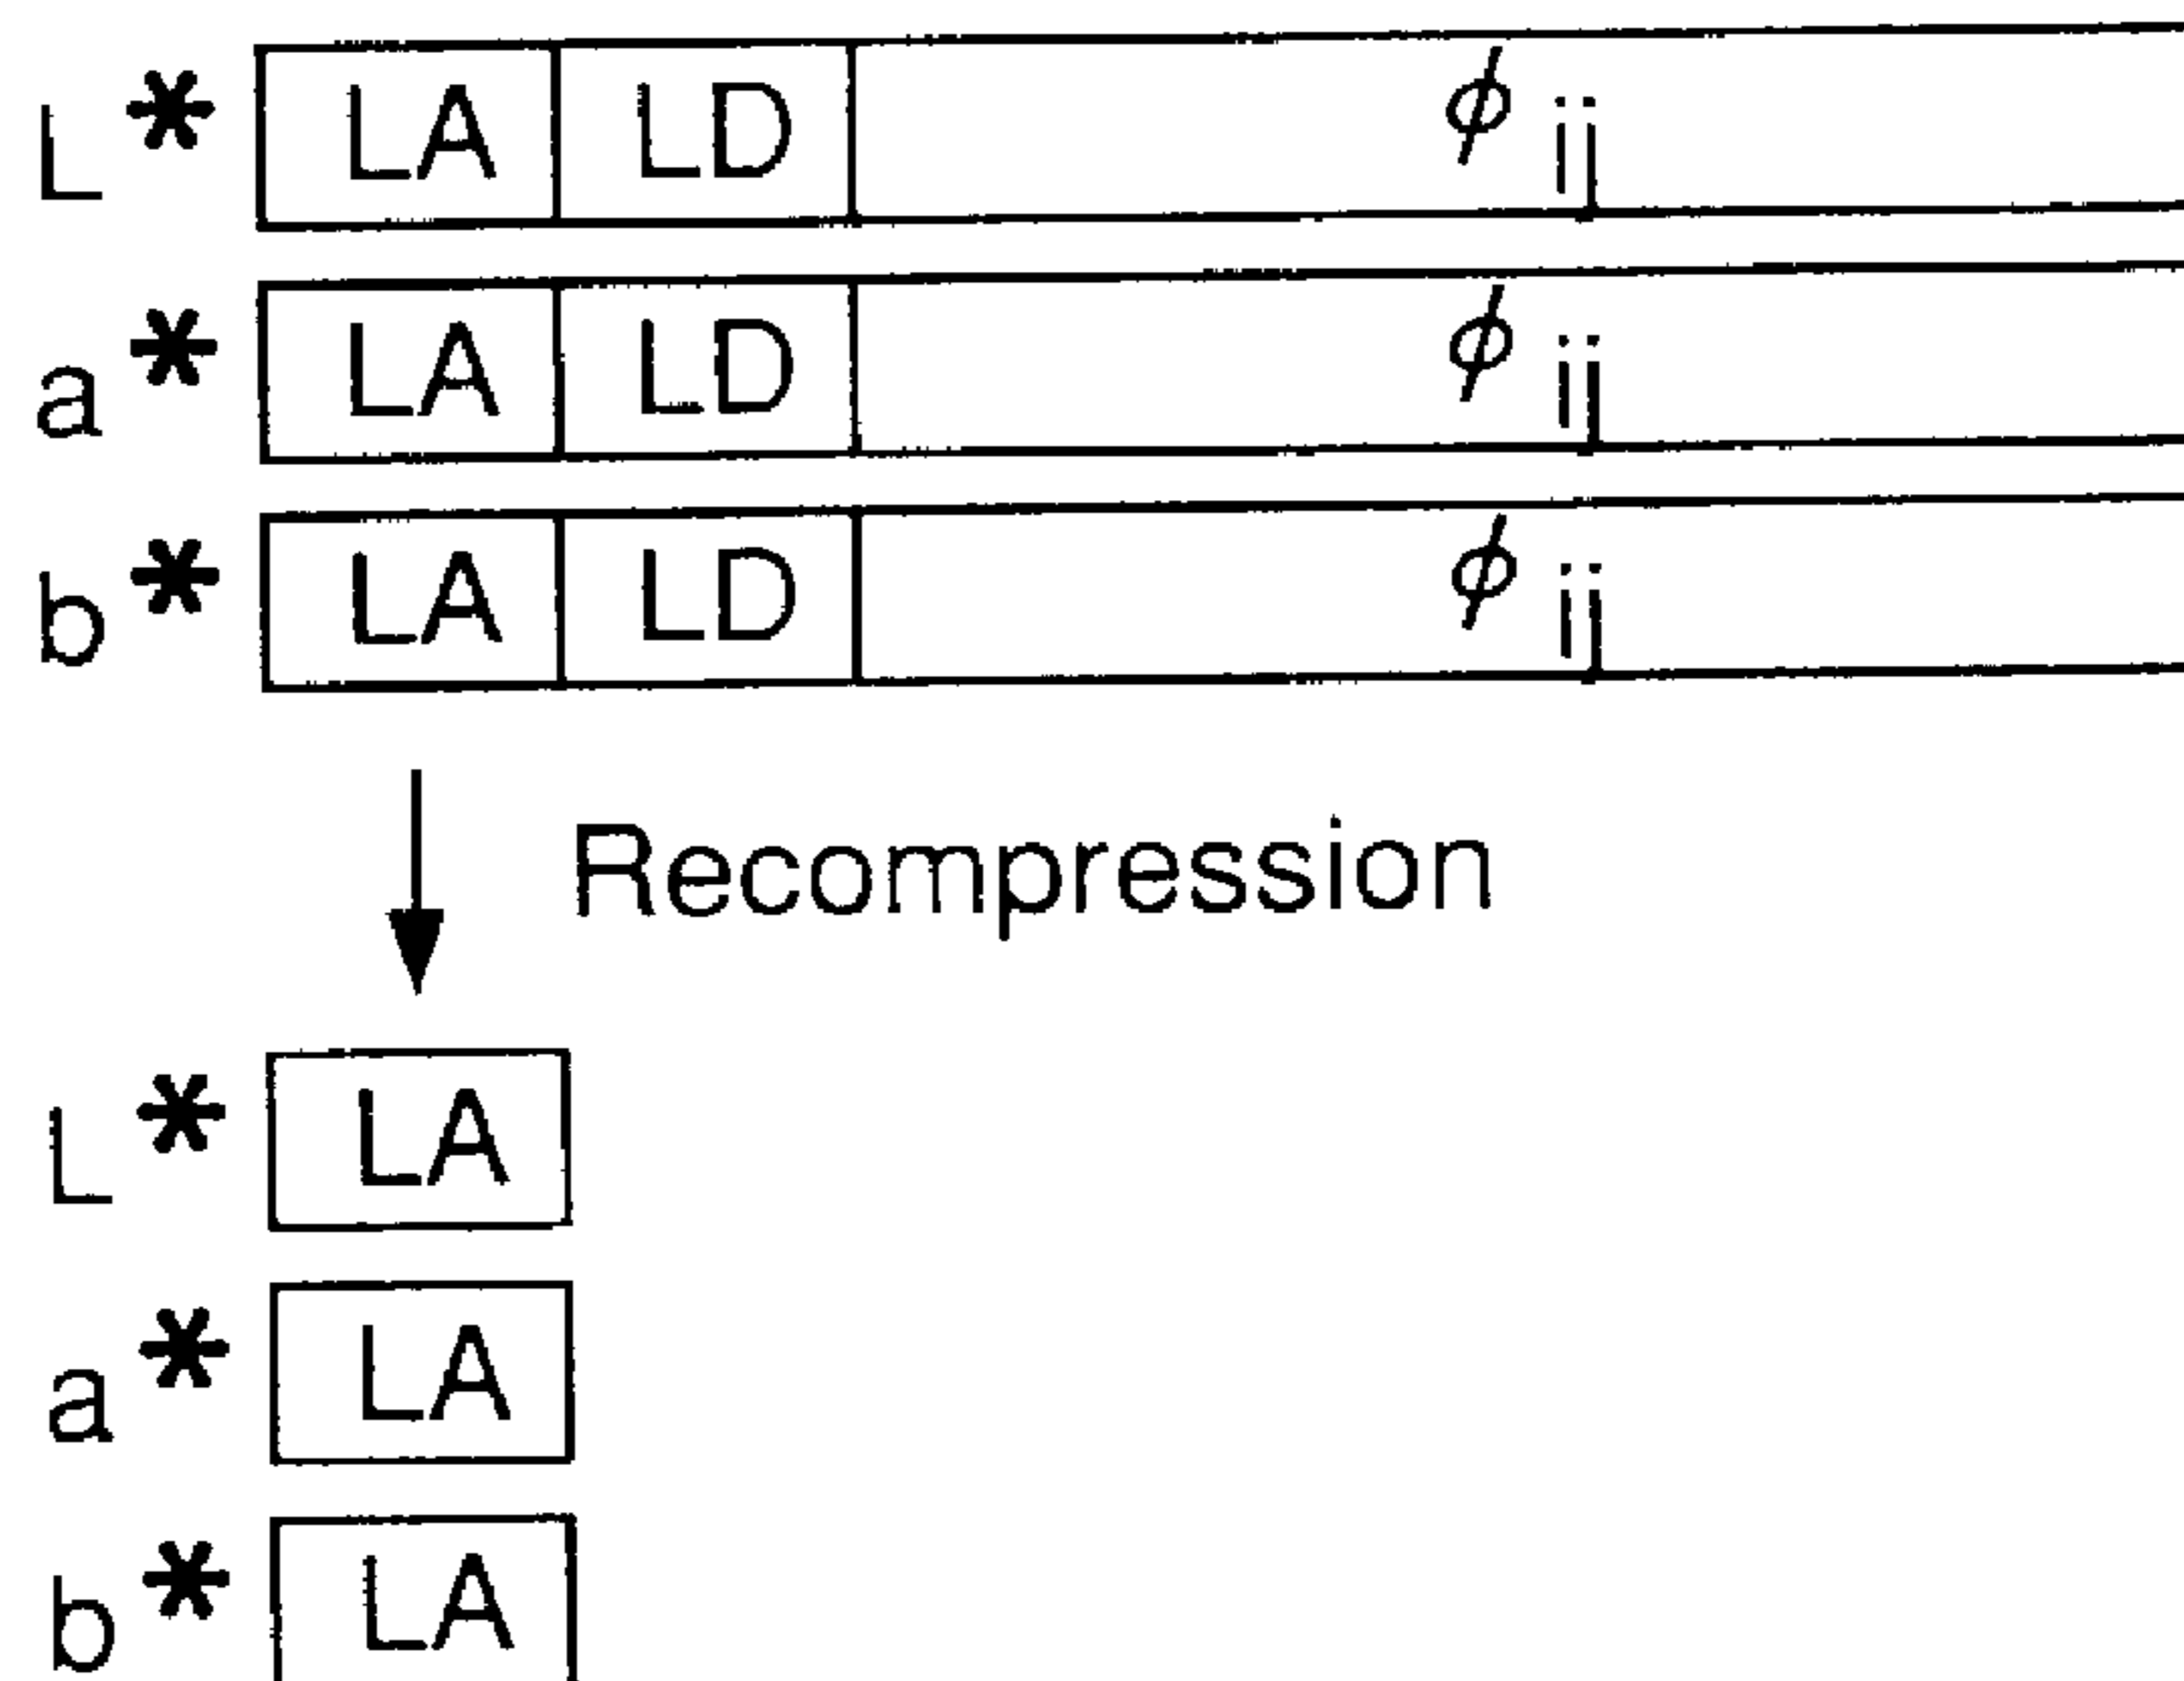 L* LA LD ϕij
a* LA LD ϕij
b* LA LD ϕij
Recompression
L* LA
a* LA
b* LA